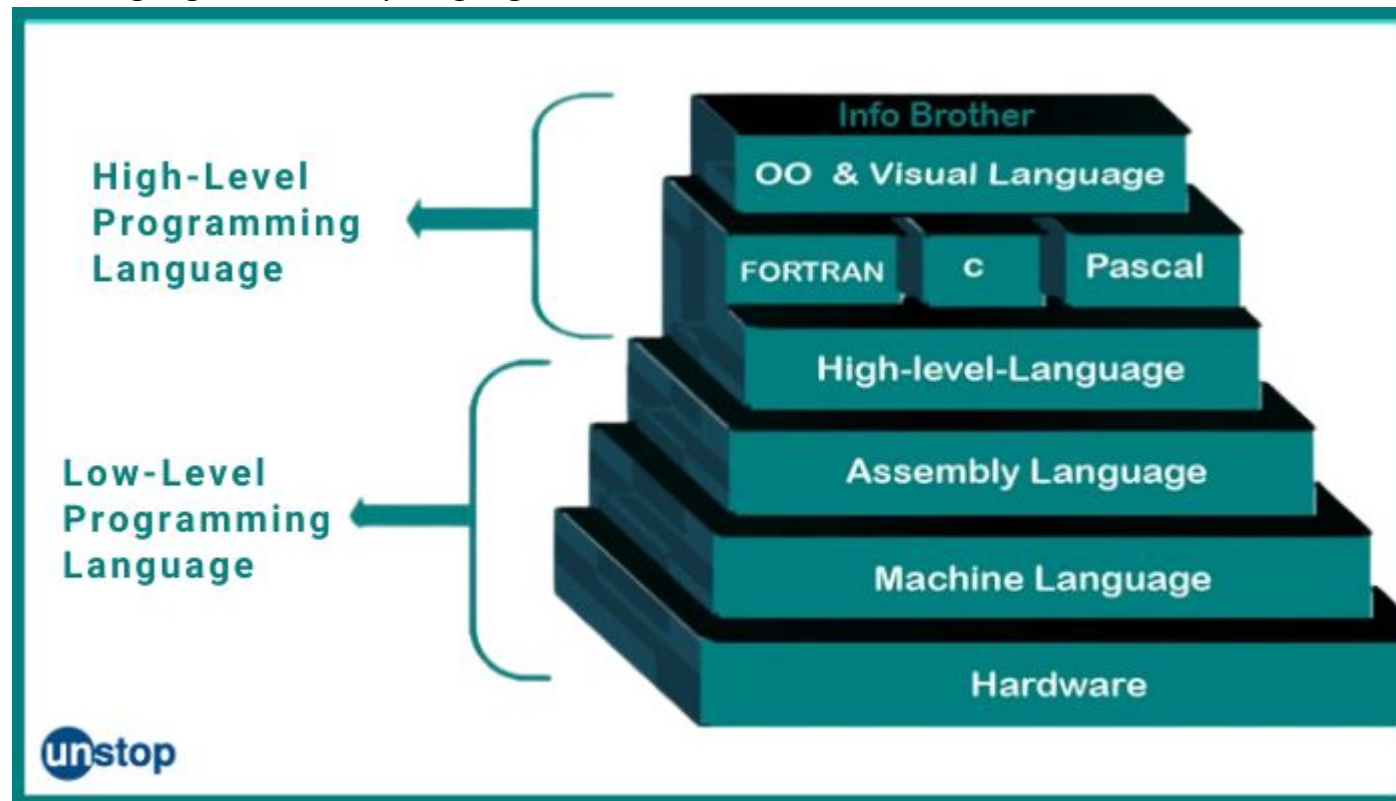 High-Level
Programming
Language
Low-Level
Programming
Language
Info Brother
OO & Visual Language
FORTRAN
c
Pascal
High-level-Language
Assembly Language
Machine Language
Hardware
unstop